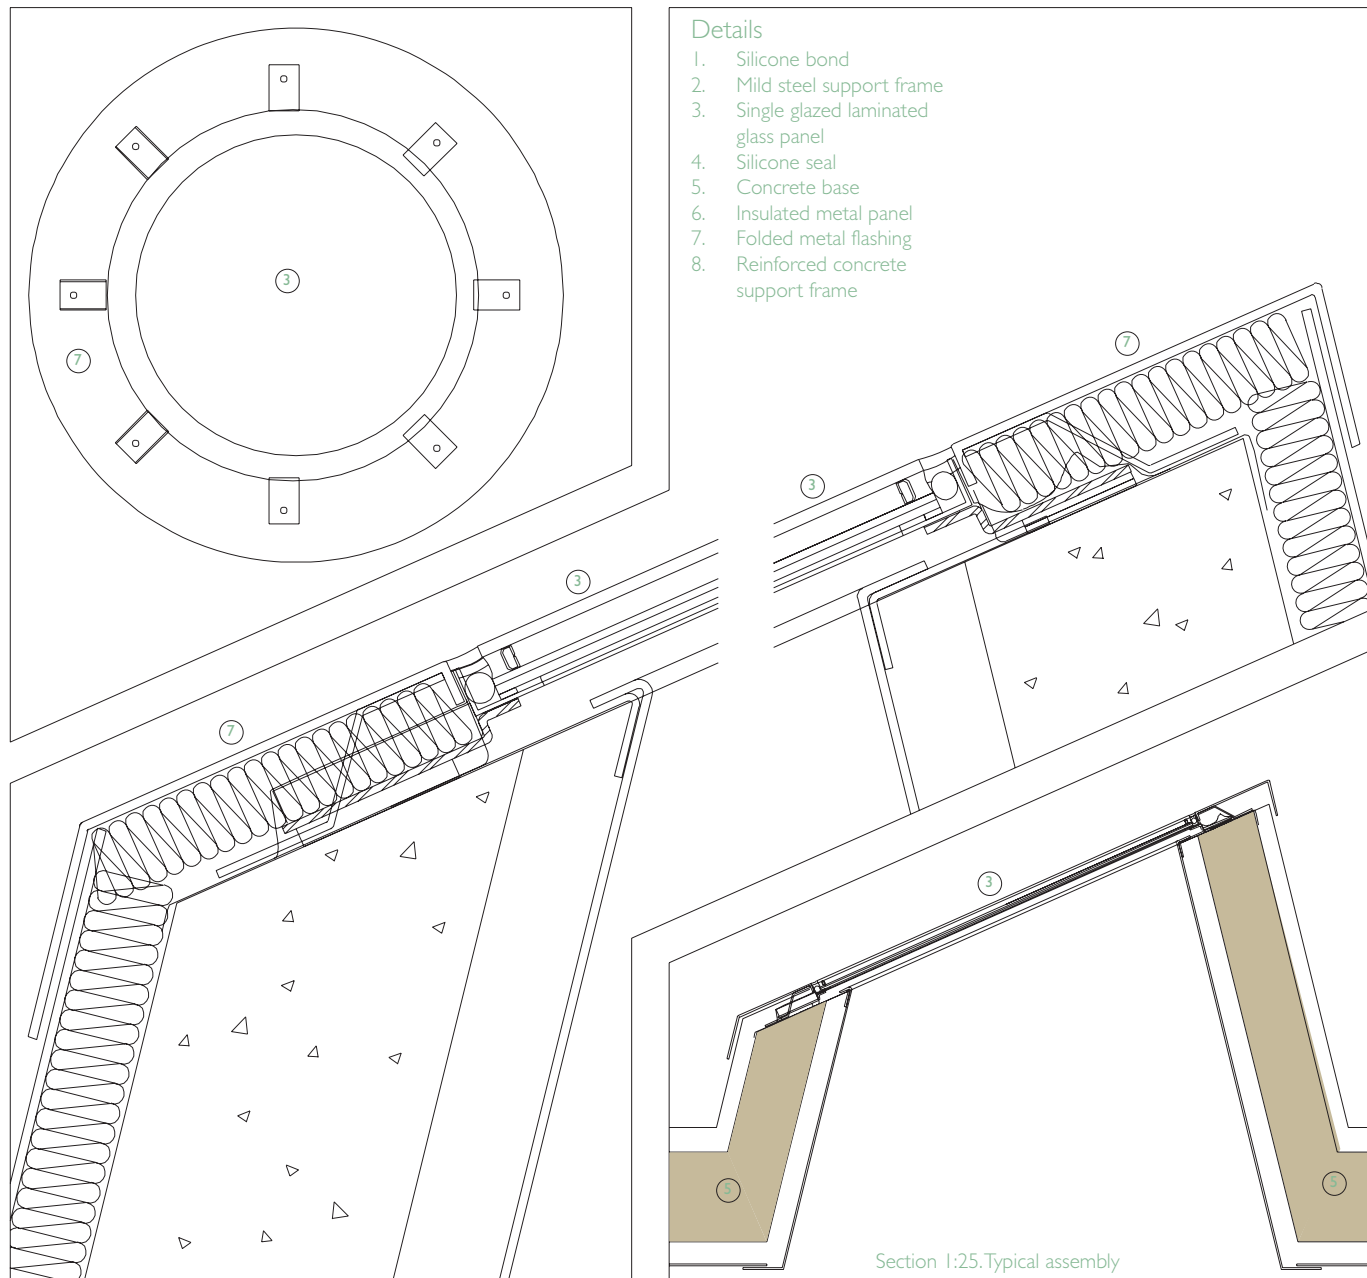 Details
1. Silicone bond
2. Mild steel support frame
3. Single glazed laminated
glass panel
4. Silicone seal
5. Concrete base
6. Insulated metal panel
7. Folded metal flashing
8. Reinforced concrete
support frame
3
7
7
3
3
7
3
5
5
Section 1:25. Typical assembly